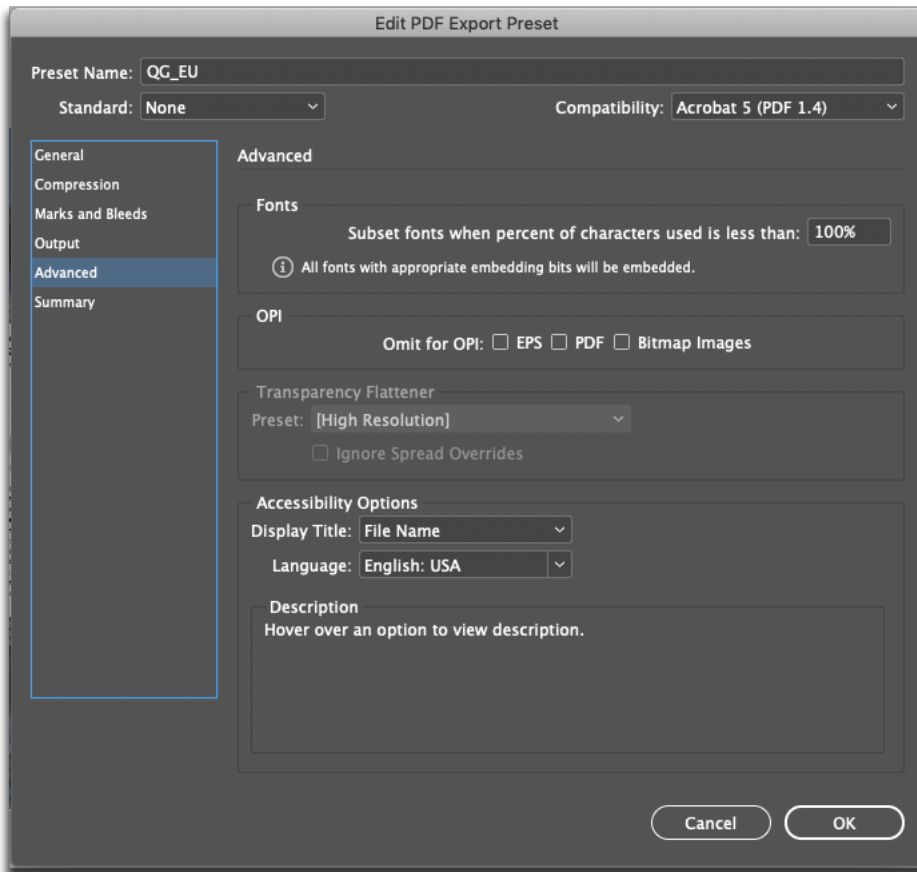 Edit PDF Export Preset
Preset Name: QG_EU
Standard: None Compatibility: Acrobat 5 (PDF 1.4)
General
Compression
Marks and Bleeds
Output
Advanced
Summary
Advanced
Fonts
Subset fonts when percent of characters used is less than: 100%
All fonts with appropriate embedding bits will be embedded.
OPI
Omit for OPI: EPS PDF Bitmap Images
Transparency Flattener
Preset: [High Resolution]
Ignore Spread Overrides
Accessibility Options
Display Title: File Name
Language: English: USA
Description
Hover over an option to view description.
Cancel OK